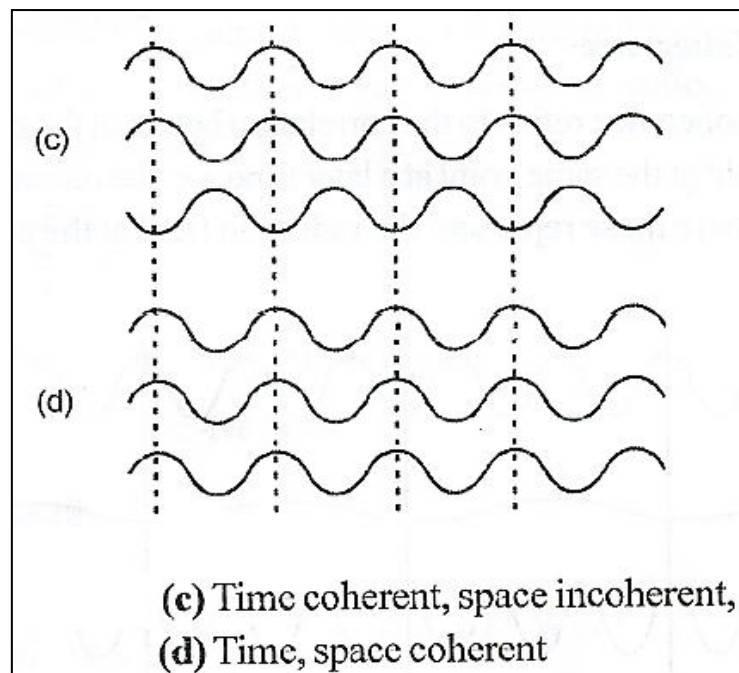 (c)
(d)
(c) Time coherent, space incoherent,
(d) Time, space coherent